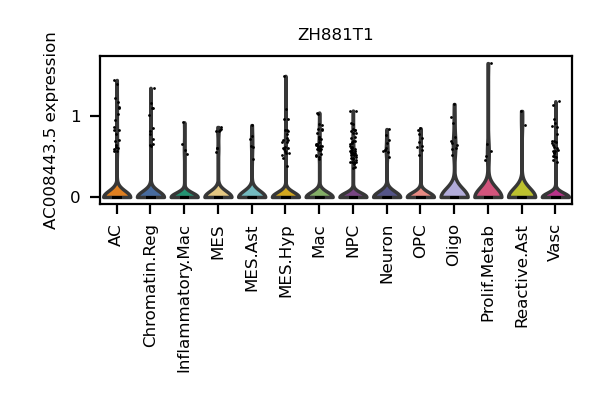 ZH881T1
AC008443.5 expression
1
0
AC
Chromatin.Reg
Inflammatory.Mac
MES
MES.Ast
MES.Hyp
Mac
NPC
Neuron
OPC
Oligo
Prolif.Metab
Reactive.Ast
Vasc